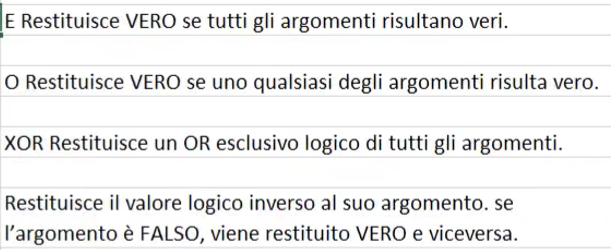 E Restituisce VERO se tutti gli argomenti risultano veri.
O Restituisce VERO se uno qualsiasi degli argomenti risulta vero.
XOR Restituisce un OR esclusivo logico di tutti gli argomenti.
Restituisce il valore logico inverso al suo argomento. se
l’argomento è FALSO, viene restituito VERO e viceversa.